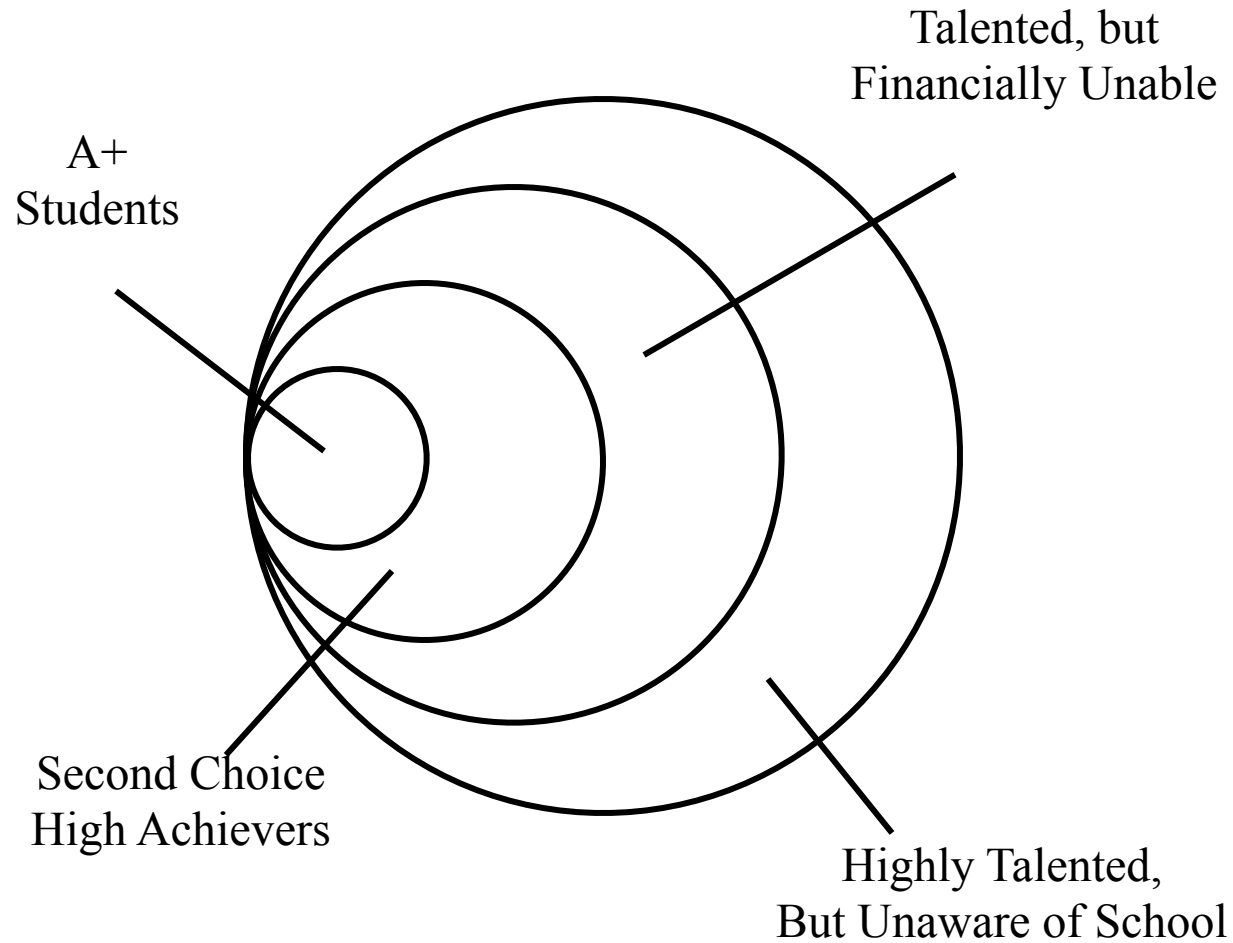 Talented, but
Financially Unable
A+
Students
Second Choice
High Achievers
Highly Talented,
But Unaware of School